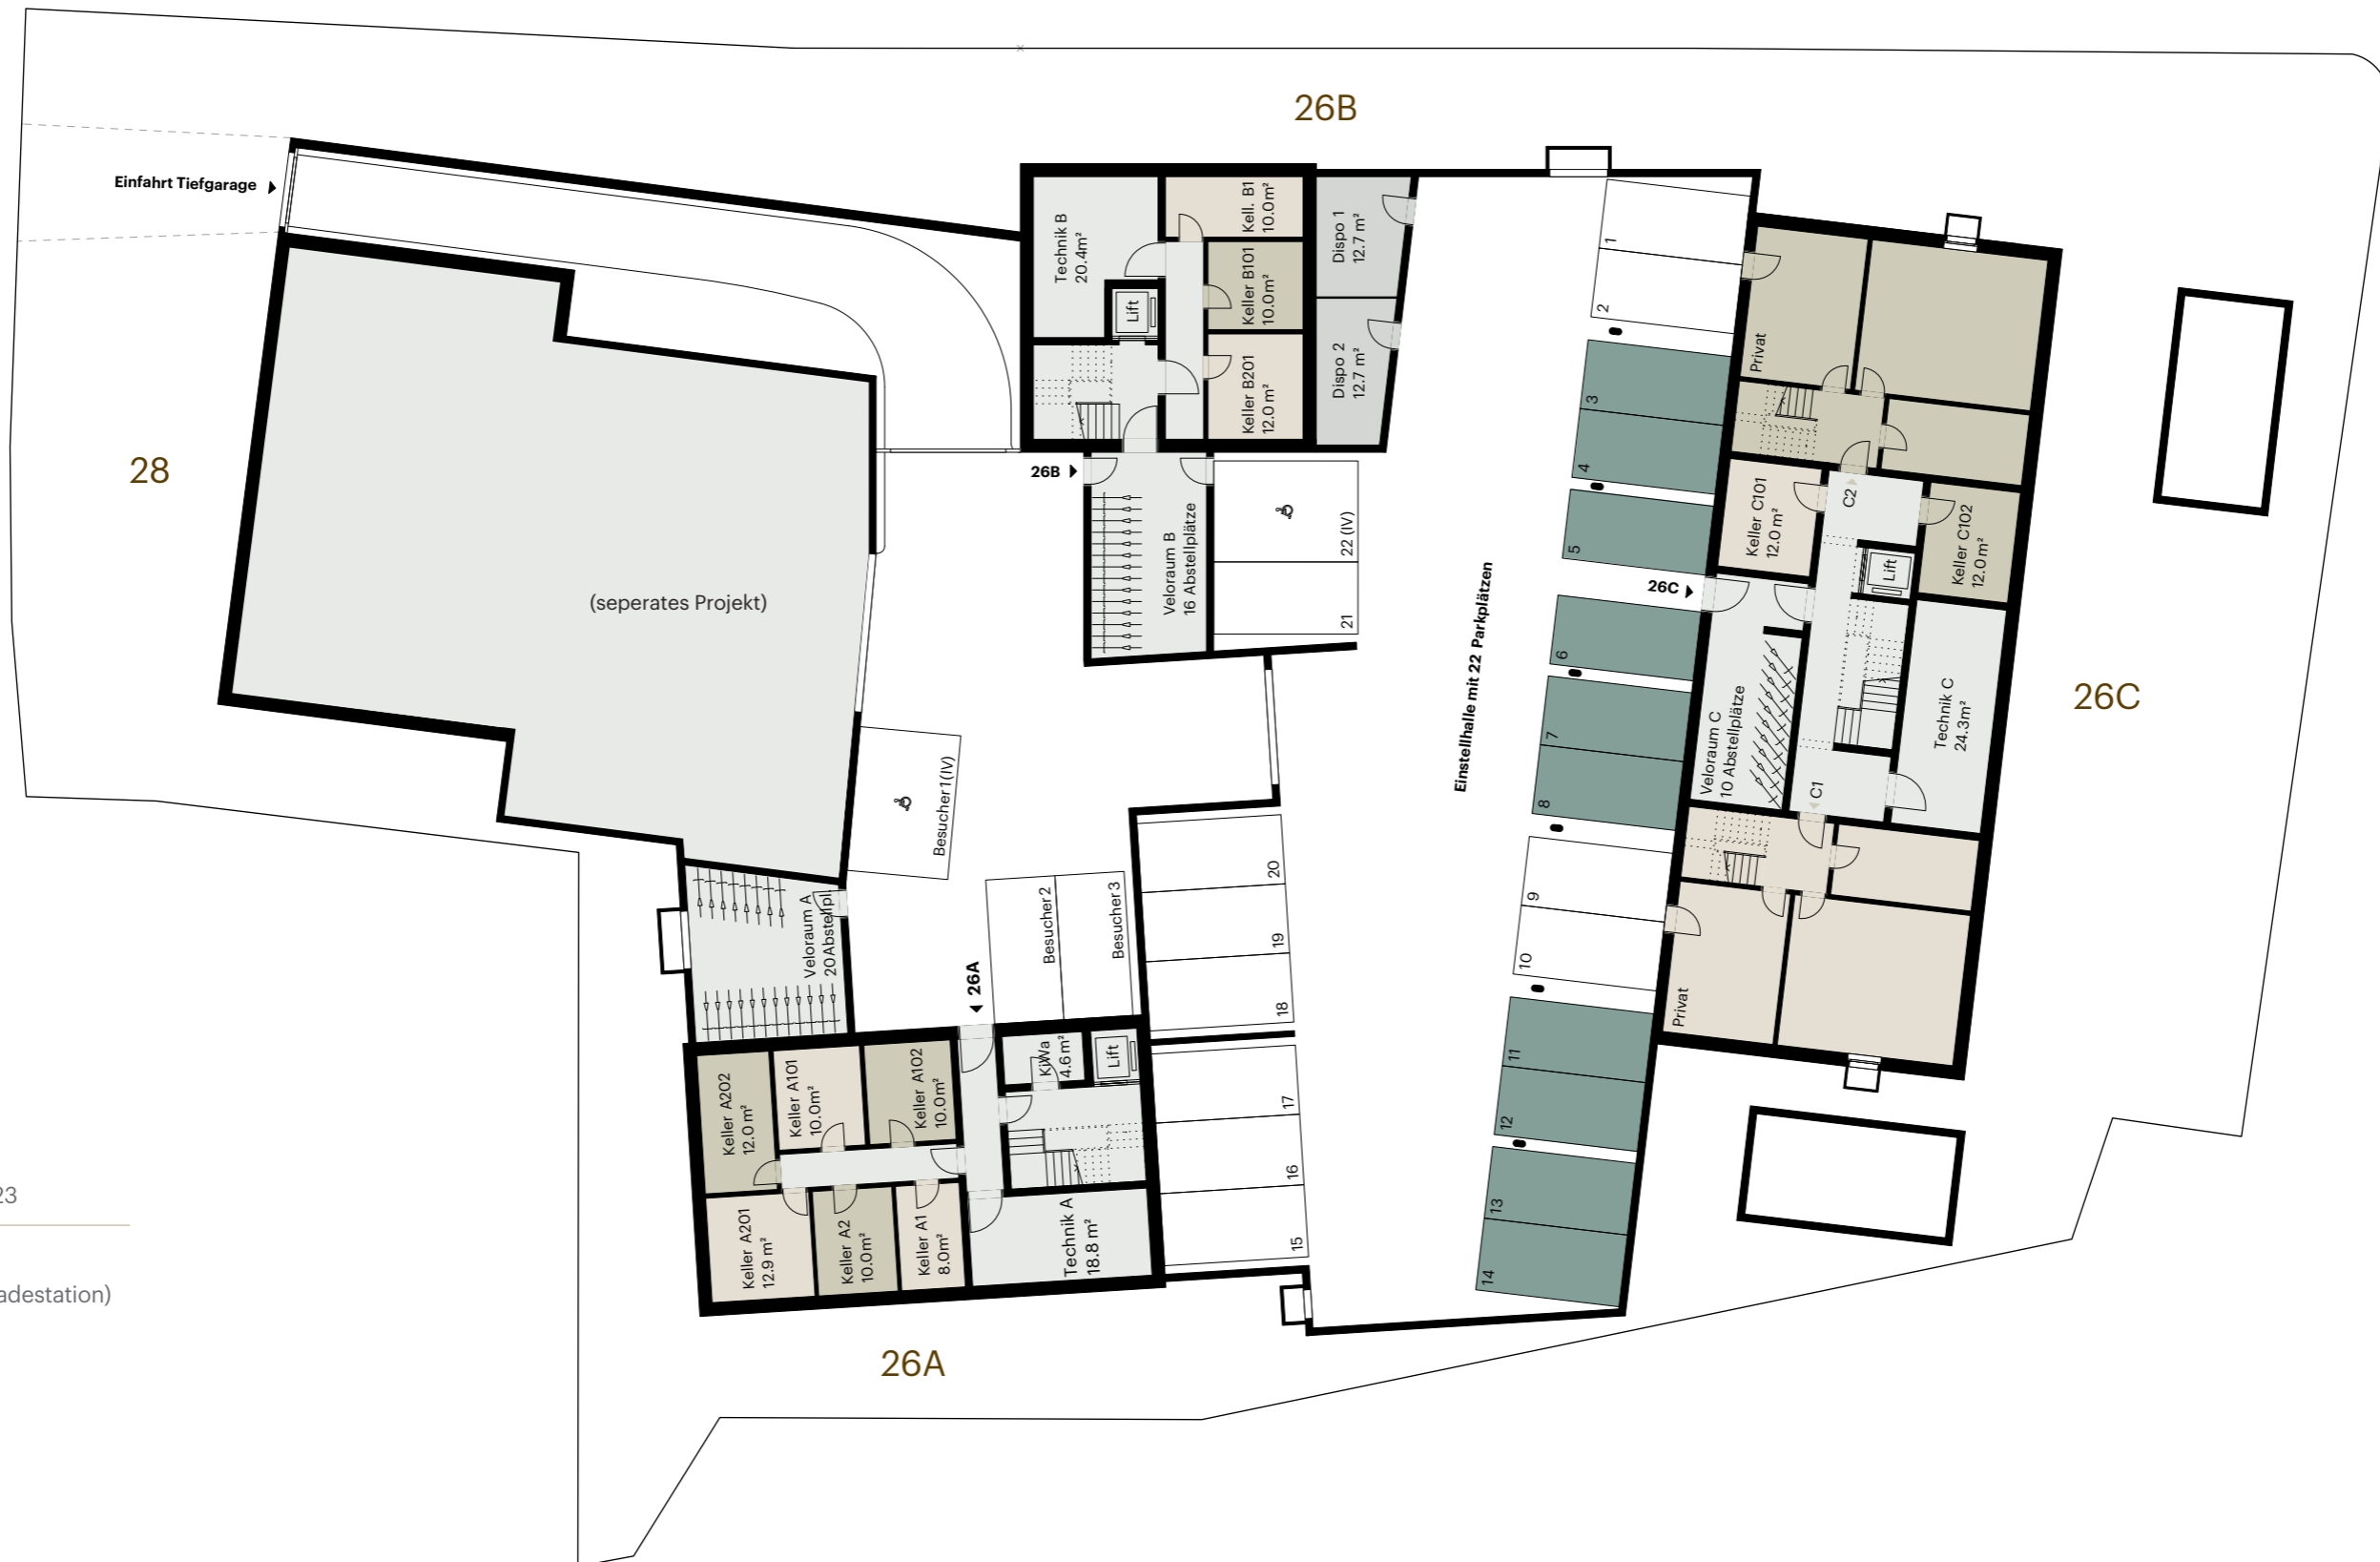 26B
Einfahrt Tiefgarage
28
(seperates Projekt)
Technik B
20.4m²
Lift
Kell. B1
10.0m²
Keller B101
10.0m²
Keller B201
12.0 m²
Dispo 1
12.7 m²
Dispo 2
12.7 m²
26B
Veloraum B
16 Abstellplätze
22 (IV)
21
Einstellhalle mit 22 Parkplätzen
1
2
3
4
5
6
7
8
9
10
11
12
13
14
Privat
Keller C101
12.0 m²
C2
Keller C102
12.0 m²
Lift
26C
Veloraum C
10 Abstellplätze
Technik C
24.3m²
C1
Privat
26C
Besucher 1 (IV)
Besucher 2
Besucher 3
20
19
18
17
16
15
Veloraum A
20 Abstellpl.
26A
Keller A202
12.0 m²
Keller A101
10.0m²
Keller A102
10.0m²
KiWa
4.6m²
Lift
Keller A201
12.9 m²
Keller A2
10.0m²
Keller A1
8.0m²
Technik A
18.8 m²
26A
23
adestation)